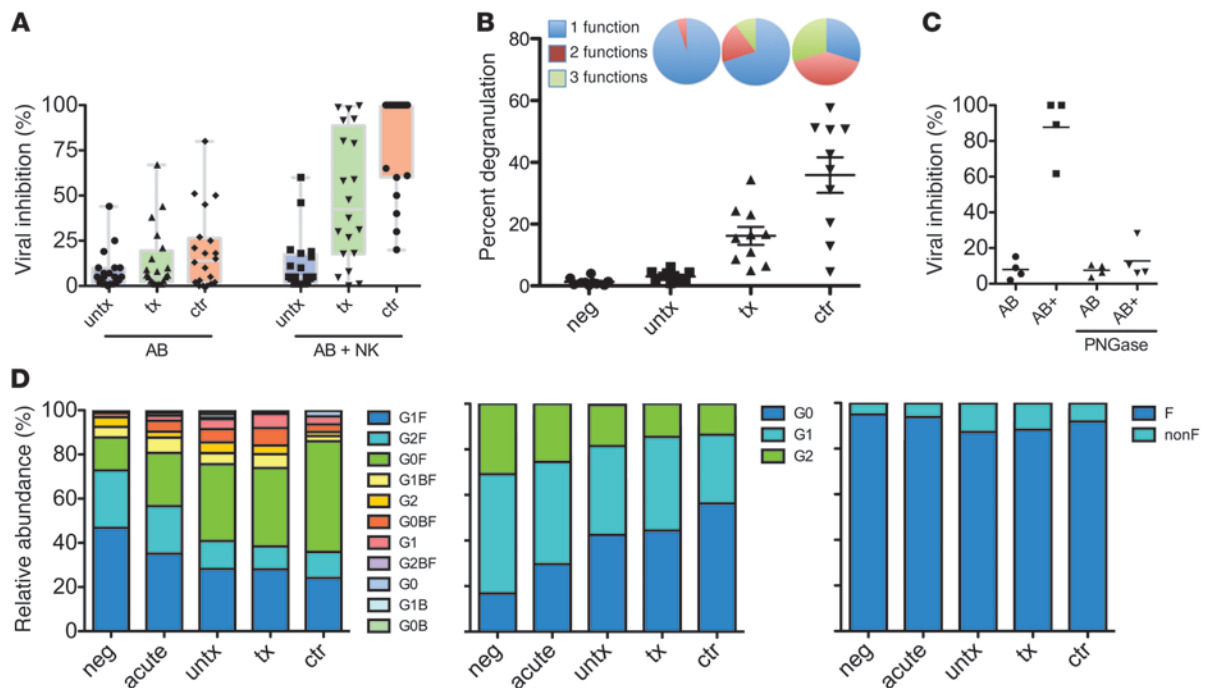 A
Viral inhibition (%)
100
75
50
25
0
untx
tx
ctr
untx
tx
ctr
AB
AB + NK
B
1 function
2 functions
3 functions
Percent degranulation
80
60
40
20
0
neg
untx
tx
ctr
C
Viral inhibition (%)
100
80
60
40
20
0
AB
AB+
AB
AB+
PNGase
D
Relative abundance (%)
100
80
60
40
20
0
neg
acute
untx
tx
ctr
G1F
G2F
G0F
G1BF
G2
G0BF
G1
G2BF
G0
G1B
G0B
neg
acute
untx
tx
ctr
G0
G1
G2
neg
acute
untx
tx
ctr
F
nonF